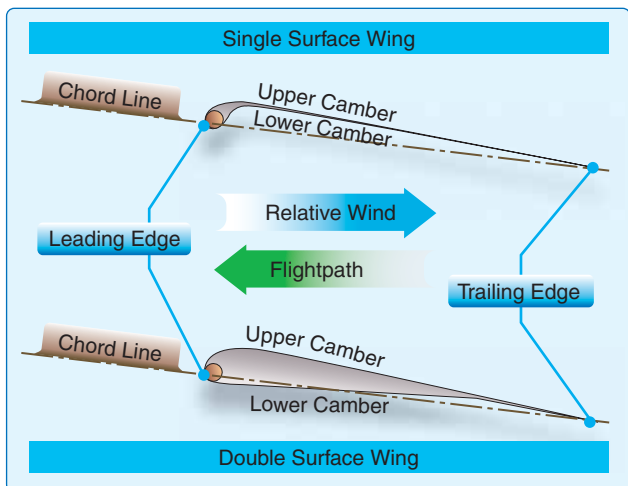 Single Surface Wing
Chord Line
Upper Camber
Lower Camber
Relative Wind
Leading Edge
Flightpath
Trailing Edge
Chord Line
Upper Camber
Lower Camber
Double Surface Wing